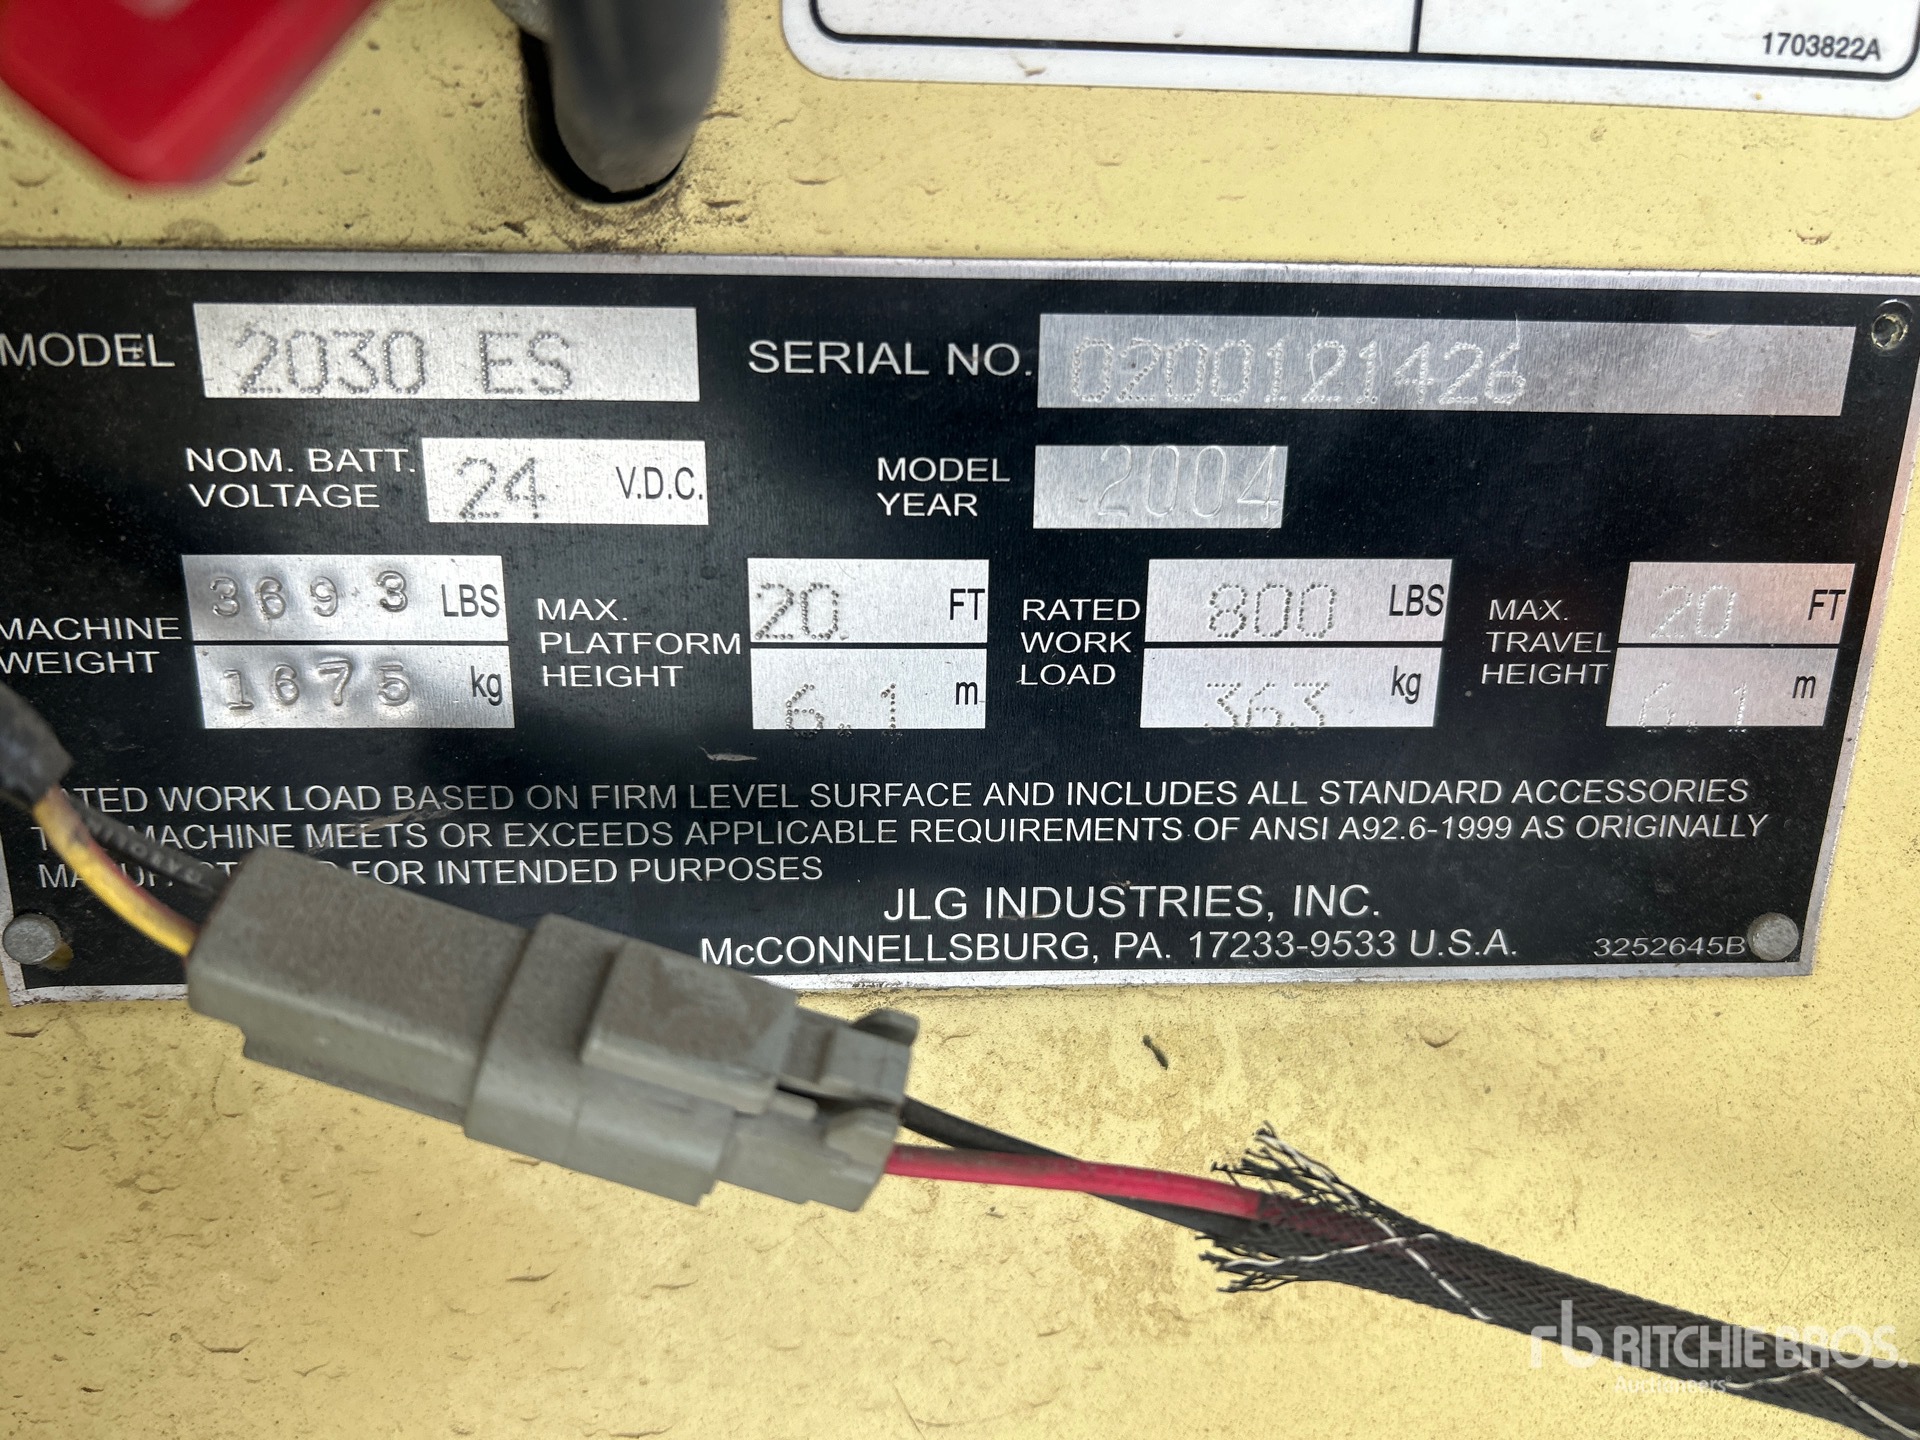 1703822A
MODEL 2030 ES SERIAL NO. 0200121426
NOM. BATT. VOLTAGE 24 V.D.C. MODEL YEAR 2004
MACHINE WEIGHT 3693 LBS 1675 kg MAX. PLATFORM HEIGHT 20 FT 6.1 m RATED WORK LOAD 800 LBS 363 kg MAX. TRAVEL HEIGHT 20 FT 6.1 m
WORK LOAD BASED ON FIRM LEVEL SURFACE AND INCLUDES ALL STANDARD ACCESSORIES
MACHINE MEETS OR EXCEEDS APPLICABLE REQUIREMENTS OF ANSI A92.6-1999 AS ORIGINALLY
FOR INTENDED PURPOSES
JLG INDUSTRIES, INC.
McCONNELLSBURG, PA. 17233-9533 U.S.A. 3252645B
rb RITCHIE BROS.
Auctioneers